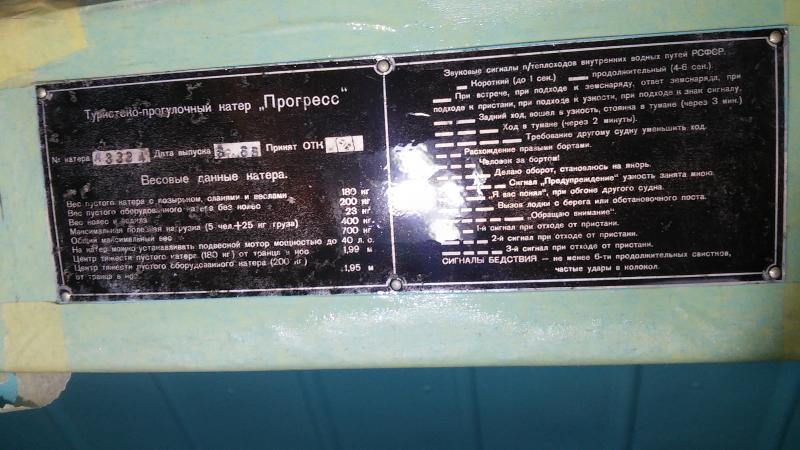 Туристско-прогулочный катер „Прогресс“
№ катера Дата выпуска Принят ОТК
Весовые данные катера.
Вес пустого катера с козырьком, сланями и веслами 180 кг
Вес пустого оборудованного катера без колес 200 кг
Вес колес и водила 23 кг
Максимальная полезная нагрузка (5 чел.+25 кг груза) 400 кг
Общий максимальный вес 700 кг
На катер можно устанавливать подвесной мотор мощностью до 40 л. с.
Центр тяжести пустого катера (180 кг) от транца в нос 1,99 м
Центр тяжести пустого оборудованного катера (200 кг)
от транца в нос 1,95 м
Звуковые сигналы п/теплоходов внутренних водных путей РСФСР.
Короткий (до 1 сек.) продолжительный (4-6 сек.)
При встрече, при подходе к земснаряду, ответ земснаряда, при
подходе к пристани, при подходе к узкости, при подходе к знак сигналу.
Задний ход, вошел в узкость, стоянка в тумане (через 3 мин.)
Ход в тумане (через 2 минуты).
Требование другому судну уменьшить ход.
Расхождение правыми бортами.
Человек за бортом!
Делаю оборот, становлюсь на якорь.
Сигнал „Предупреждение“ узкость занята мною.
„Я вас понял“, при обгоне другого судна.
Вызов лодки с берега или обстановочного поста.
„Обращаю внимание“.
1-й сигнал при отходе от пристани.
2-й сигнал при отходе от пристани.
3-й сигнал при отходе от пристани.
СИГНАЛЫ БЕДСТВИЯ — не менее 6-ти продолжительных свистков,
частые удары в колокол.